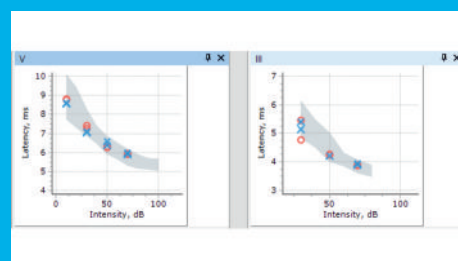 V
III
Latency, ms
10
9
8
7
6
5
4
0
50
100
Intensity, dB
Latency, ms
7
6
5
4
3
50
100
Intensity, dB